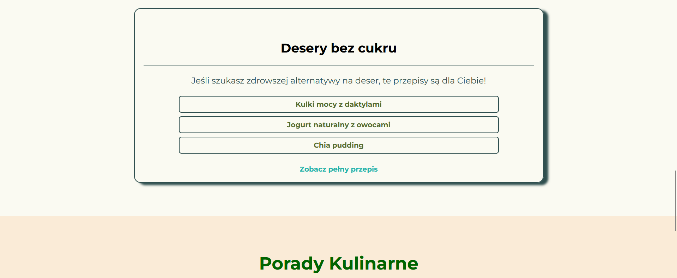 Desery bez cukru
Jeśli szukasz zdrowszej alternatywy na deser, te przepisy są dla Ciebie!
Kulki mocy z daktylami
Jogurt naturalny z owocami
Chia pudding
Zobacz pełny przepis
Porady Kulinarne